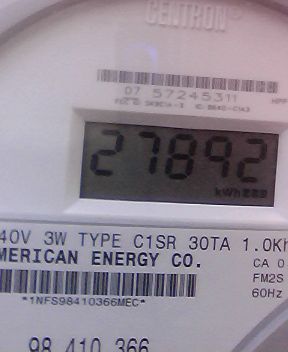 CENTRON®
07 57245311
27892
kWh
40V 3W TYPE C1SR 30TA 1.0Kh
MERICAN ENERGY CO.
CA 0
FM2S
60Hz
*1NFS98410366MEC*
98 410 366